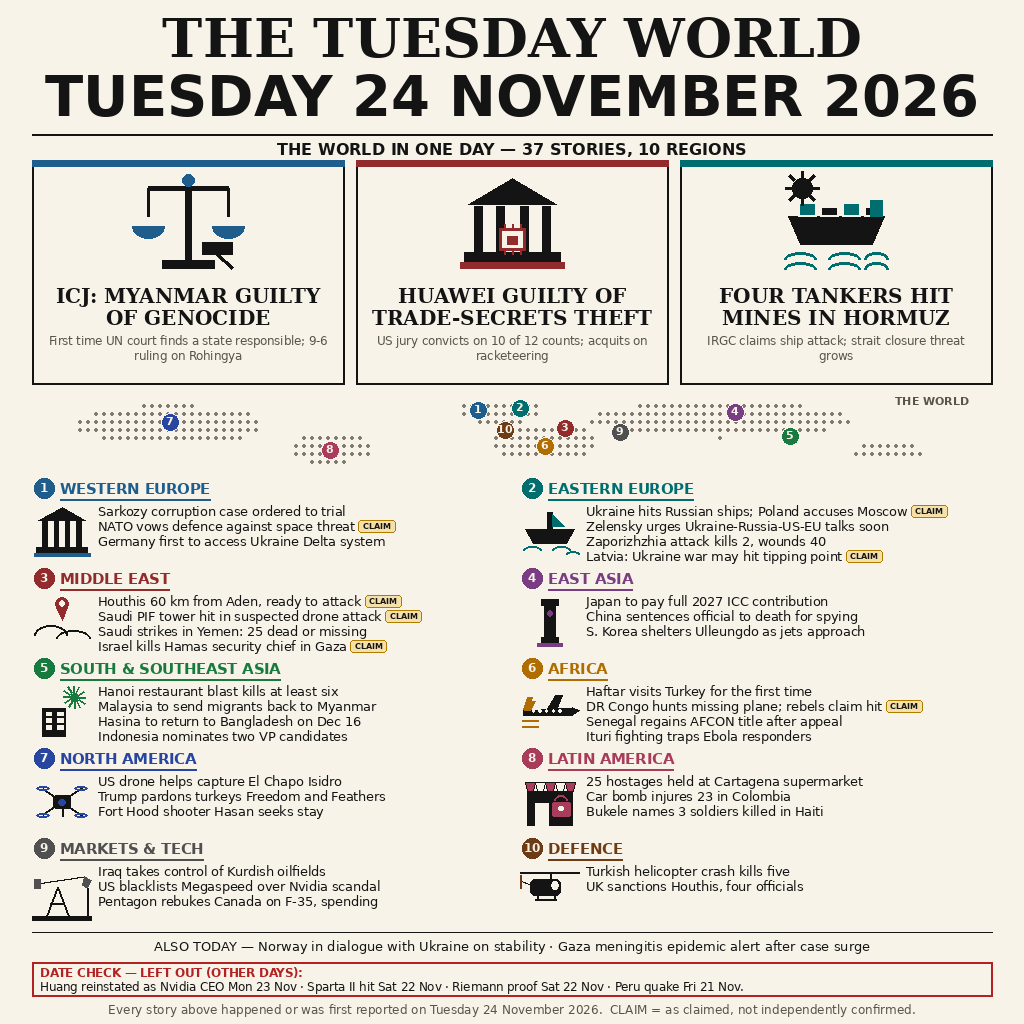 THE TUESDAY WORLD
TUESDAY 24 NOVEMBER 2026
THE WORLD IN ONE DAY — 37 STORIES, 10 REGIONS
ICJ: MYANMAR GUILTY
OF GENOCIDE
First time UN court finds a state responsible; 9-6
ruling on Rohingya
HUAWEI GUILTY OF
TRADE-SECRETS THEFT
US jury convicts on 10 of 12 counts; acquits on
racketeering
FOUR TANKERS HIT
MINES IN HORMUZ
IRGC claims ship attack; strait closure threat
grows
THE WORLD
1
2
3
4
5
6
7
8
9
10
1 WESTERN EUROPE
Sarkozy corruption case ordered to trial
NATO vows defence against space threat CLAIM
Germany first to access Ukraine Delta system
2 EASTERN EUROPE
Ukraine hits Russian ships; Poland accuses Moscow CLAIM
Zelensky urges Ukraine-Russia-US-EU talks soon
Zaporizhzhia attack kills 2, wounds 40
Latvia: Ukraine war may hit tipping point CLAIM
3 MIDDLE EAST
Houthis 60 km from Aden, ready to attack CLAIM
Saudi PIF tower hit in suspected drone attack CLAIM
Saudi strikes in Yemen: 25 dead or missing
Israel kills Hamas security chief in Gaza CLAIM
4 EAST ASIA
Japan to pay full 2027 ICC contribution
China sentences official to death for spying
S. Korea shelters Ulleungdo as jets approach
5 SOUTH & SOUTHEAST ASIA
Hanoi restaurant blast kills at least six
Malaysia to send migrants back to Myanmar
Hasina to return to Bangladesh on Dec 16
Indonesia nominates two VP candidates
6 AFRICA
Haftar visits Turkey for the first time
DR Congo hunts missing plane; rebels claim hit CLAIM
Senegal regains AFCON title after appeal
Ituri fighting traps Ebola responders
7 NORTH AMERICA
US drone helps capture El Chapo Isidro
Trump pardons turkeys Freedom and Feathers
Fort Hood shooter Hasan seeks stay
8 LATIN AMERICA
25 hostages held at Cartagena supermarket
Car bomb injures 23 in Colombia
Bukele names 3 soldiers killed in Haiti
9 MARKETS & TECH
Iraq takes control of Kurdish oilfields
US blacklists Megaspeed over Nvidia scandal
Pentagon rebukes Canada on F-35, spending
10 DEFENCE
Turkish helicopter crash kills five
UK sanctions Houthis, four officials
ALSO TODAY — Norway in dialogue with Ukraine on stability · Gaza meningitis epidemic alert after case surge
DATE CHECK — LEFT OUT (OTHER DAYS):
Huang reinstated as Nvidia CEO Mon 23 Nov · Sparta II hit Sat 22 Nov · Riemann proof Sat 22 Nov · Peru quake Fri 21 Nov.
Every story above happened or was first reported on Tuesday 24 November 2026. CLAIM = as claimed, not independently confirmed.